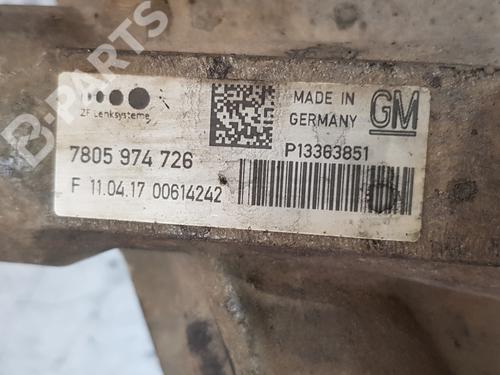 B-PARTS
ZF Lenksysteme
MADE IN
GERMANY
GM
7805 974 726
P13363851
F 11.04.17 00614242